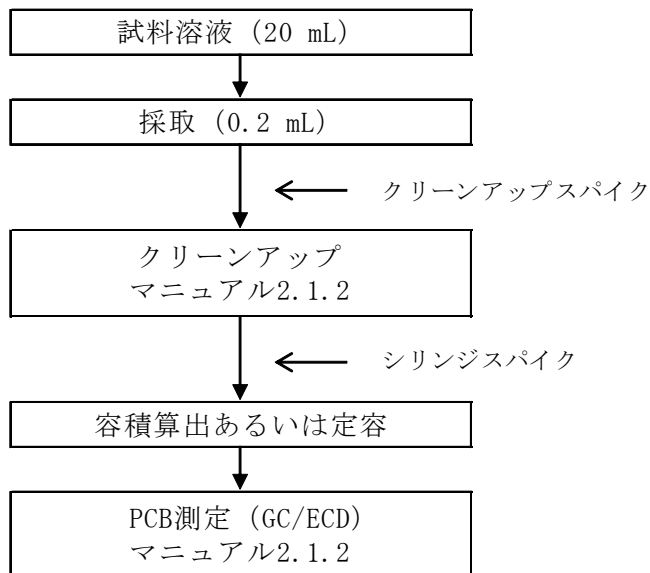 試料溶液 (20 mL)
採取 (0.2 mL)
クリーンアップスパイク
クリーンアップ
マニュアル2.1.2
シリンジスパイク
容積算出あるいは定容
PCB測定 (GC/ECD)
マニュアル2.1.2